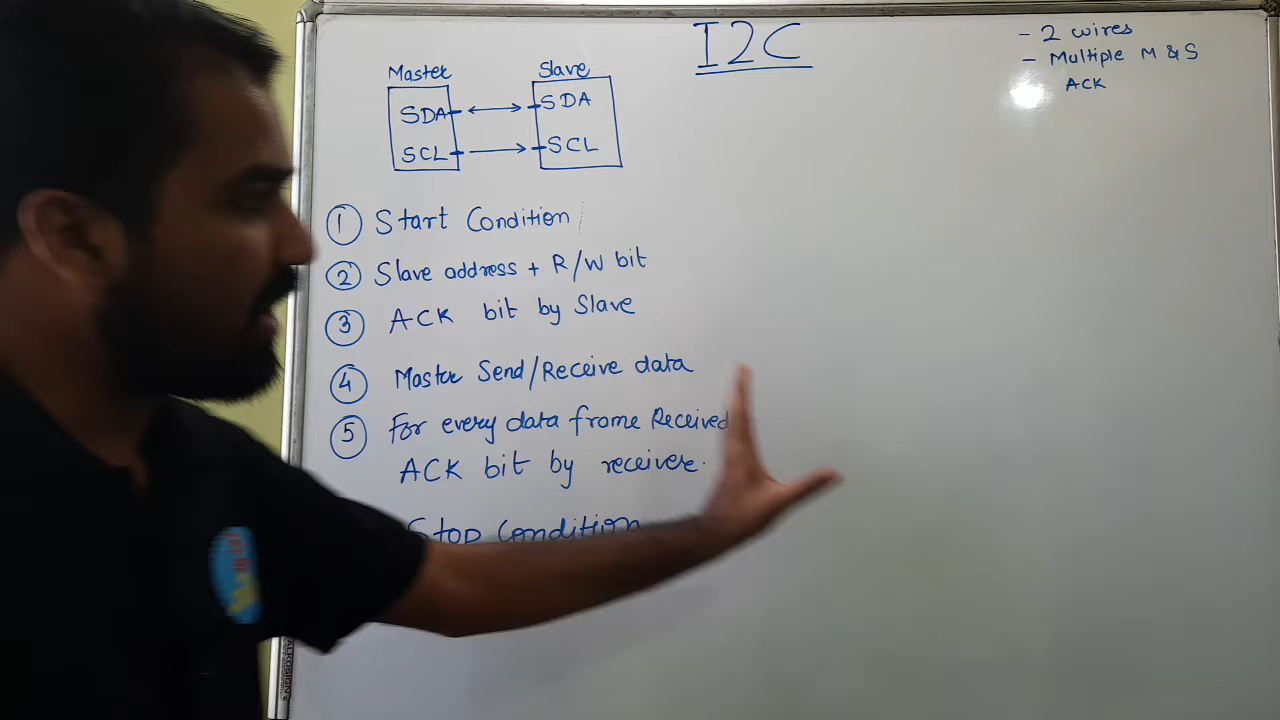 I2C
- 2 wires
- Multiple M & S
ACK
Master Slave
SDA SDA
SCL SCL
1 Start Condition
2 Slave address + R/W bit
3 ACK bit by Slave
4 Master Send/Receive data
5 For every data frame Received
ACK bit by receiver.
Stop Condition